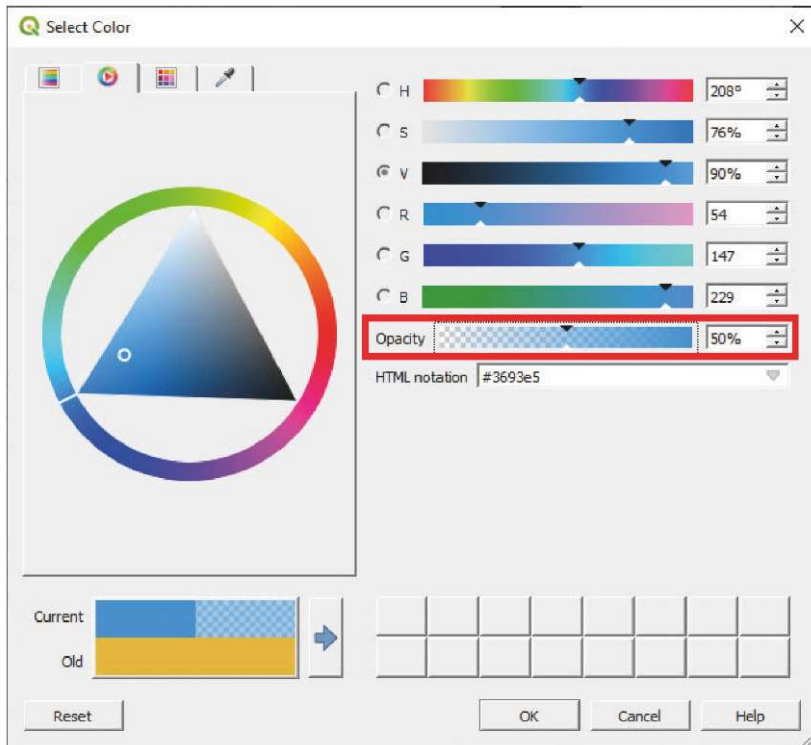 Select Color
H 208°
S 76%
V 90%
R 54
G 147
B 229
Opacity 50%
HTML notation #3693e5
Current
Old
Reset OK Cancel Help